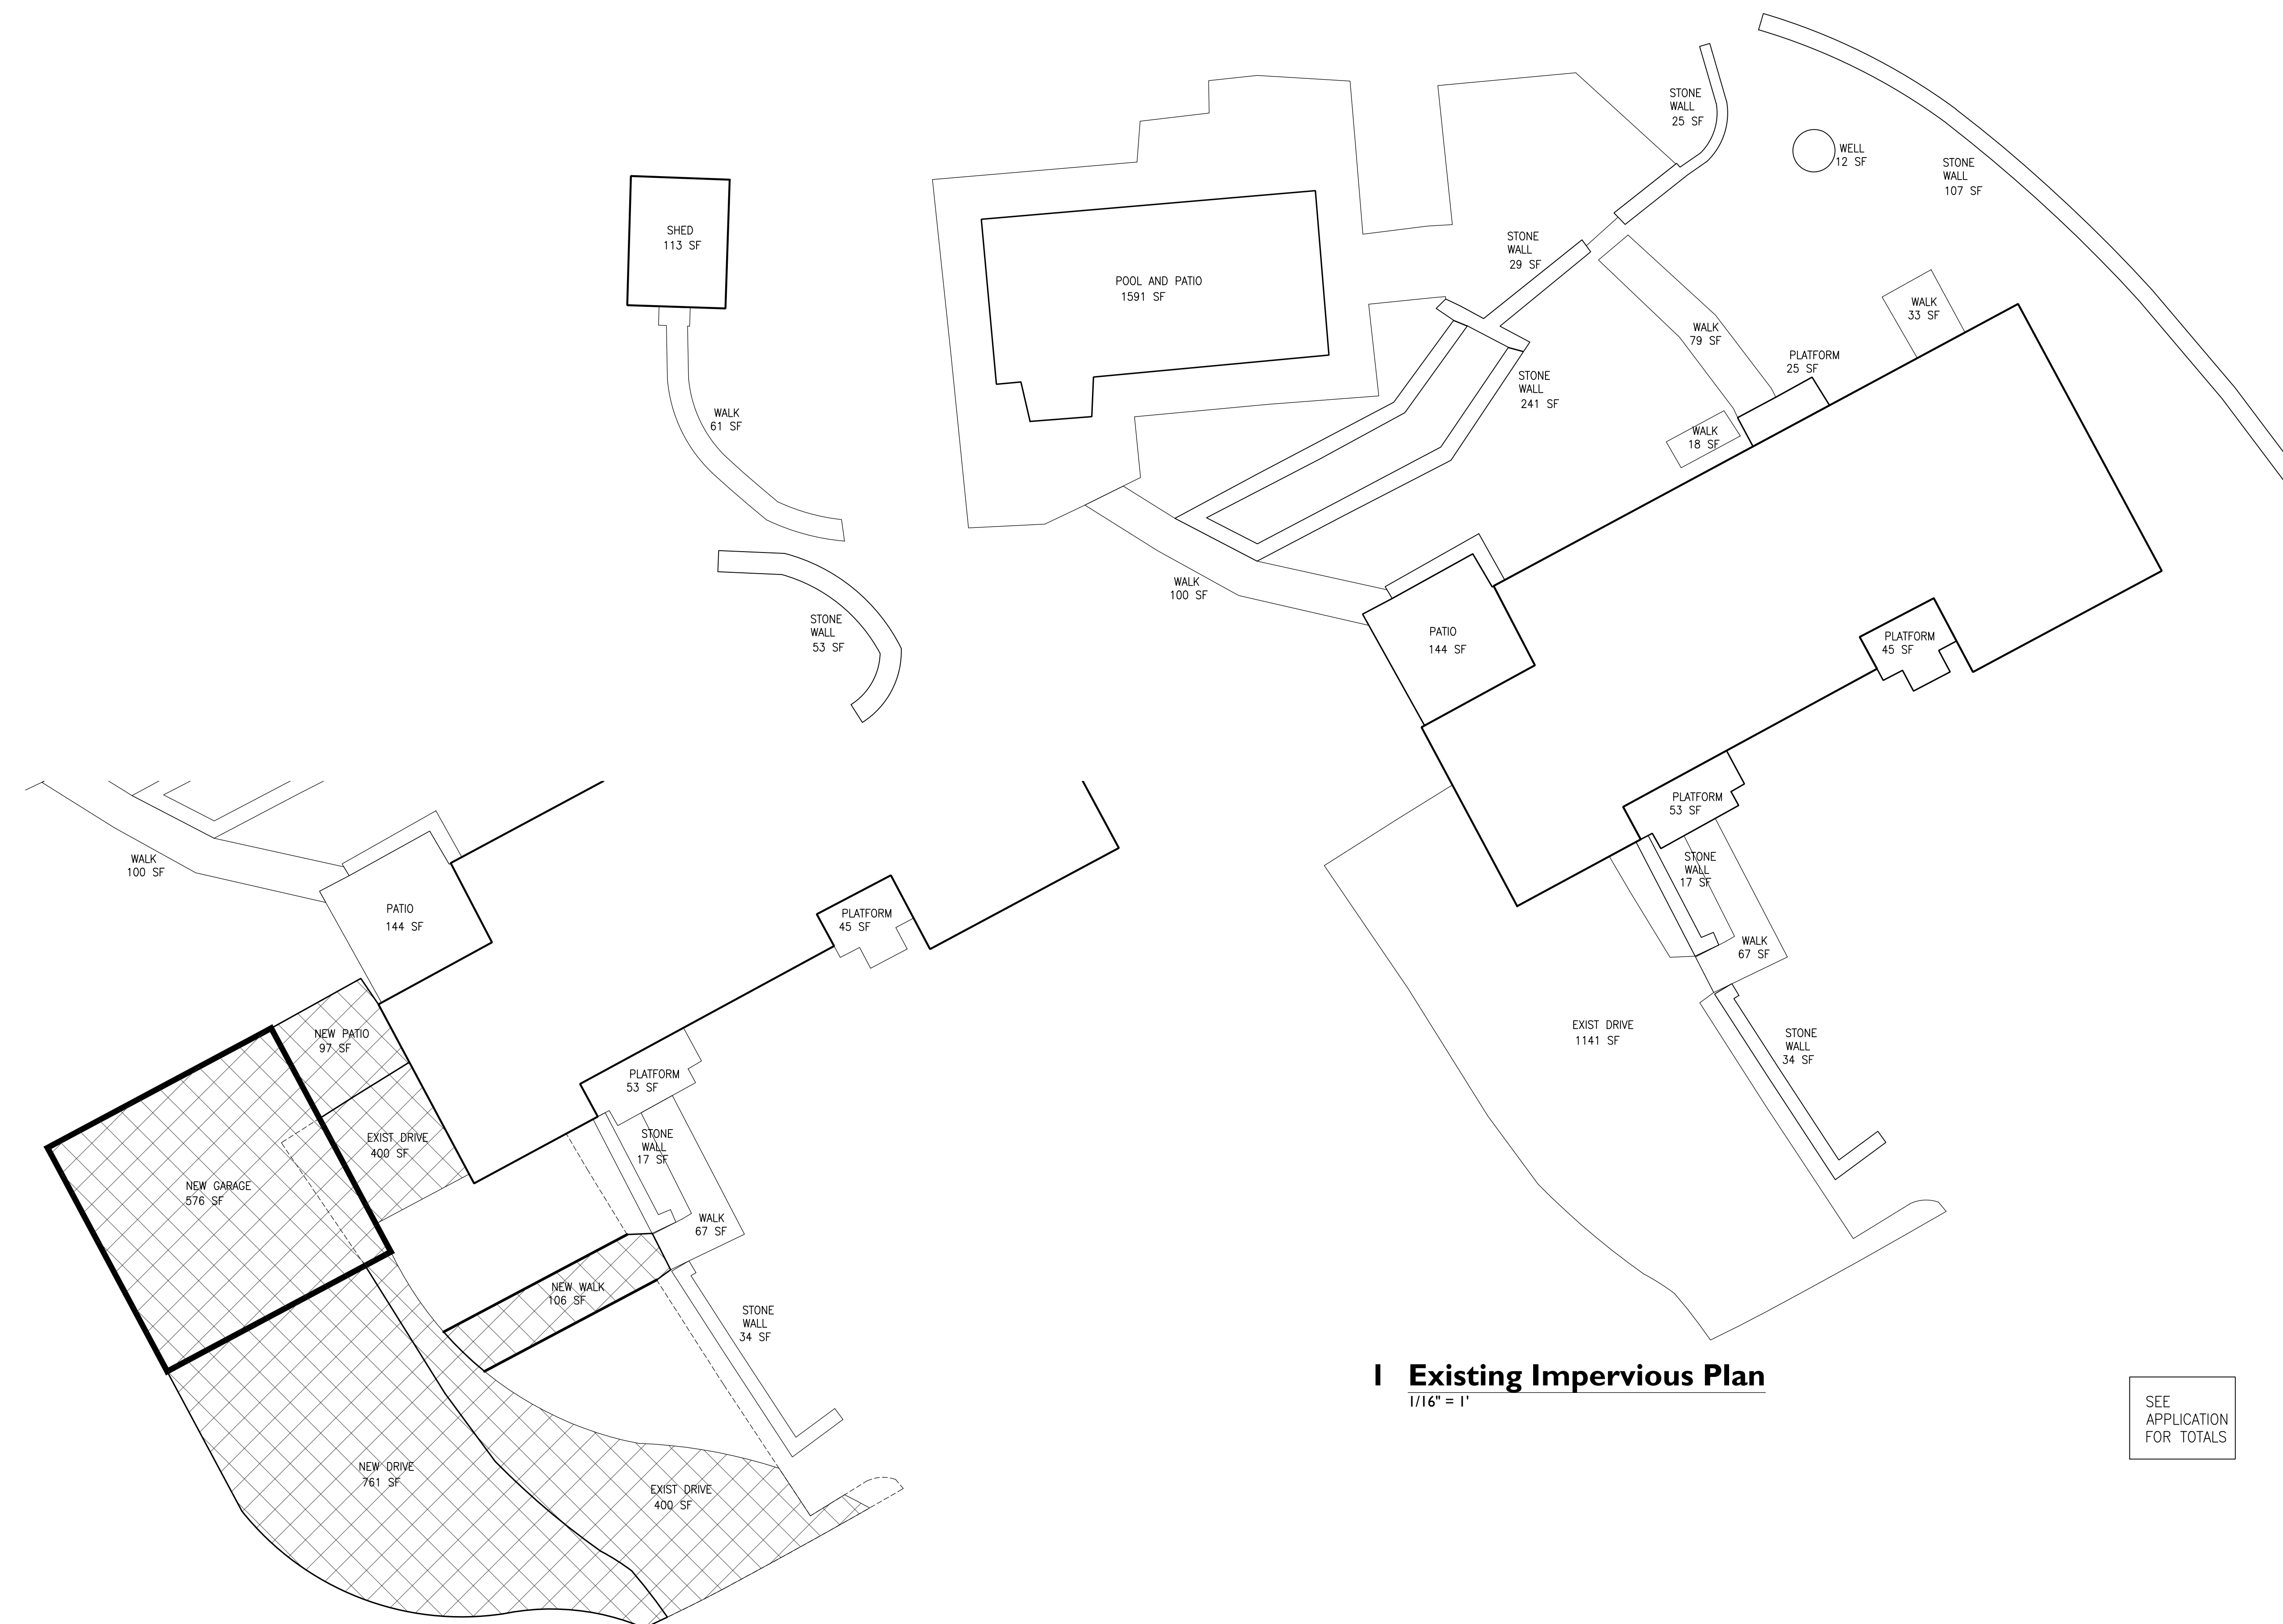 STONE
WALL
25 SF
WELL
12 SF
STONE
WALL
107 SF
SHED
113 SF
STONE
WALL
29 SF
POOL AND PATIO
1591 SF
WALK
33 SF
WALK
79 SF
PLATFORM
25 SF
STONE
WALL
241 SF
WALK
61 SF
WALK
18 SF
WALK
100 SF
STONE
WALL
53 SF
PATIO
144 SF
PLATFORM
45 SF
PLATFORM
53 SF
STONE
WALL
17 SF
WALK
67 SF
EXIST DRIVE
1141 SF
STONE
WALL
34 SF
WALK
100 SF
PATIO
144 SF
PLATFORM
45 SF
NEW PATIO
97 SF
PLATFORM
53 SF
EXIST DRIVE
400 SF
STONE
WALL
17 SF
NEW GARAGE
576 SF
WALK
67 SF
NEW WALK
106 SF
STONE
WALL
34 SF
NEW DRIVE
761 SF
EXIST DRIVE
400 SF
1 Existing Impervious Plan
1/16" = 1'
SEE
APPLICATION
FOR TOTALS